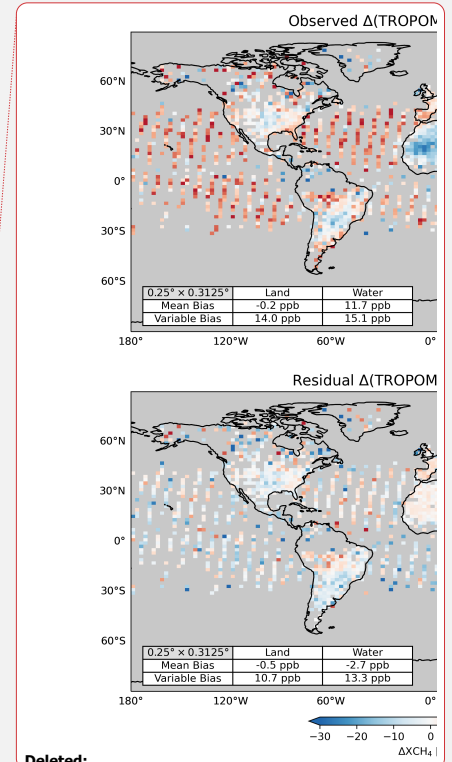 Observed Δ(TROPOM
60°N
30°N
0°
30°S
60°S
0.25° × 0.3125° Land Water
Mean Bias -0.2 ppb 11.7 ppb
Variable Bias 14.0 ppb 15.1 ppb
180° 120°W 60°W 0°
Residual Δ(TROPOM
60°N
30°N
0°
30°S
60°S
0.25° × 0.3125° Land Water
Mean Bias -0.5 ppb -2.7 ppb
Variable Bias 10.7 ppb 13.3 ppb
180° 120°W 60°W 0°
−30 −20 −10 0
ΔXCH₄
Deleted: